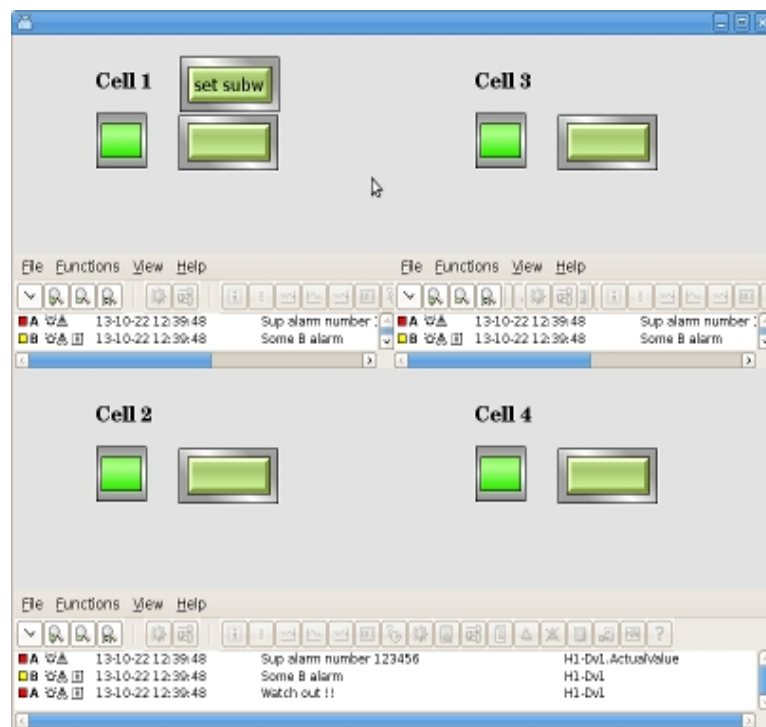 Cell 1
set subw
Cell 3
File Functions View Help
File Functions View Help
A 13-10-22 12:39:48 Sup alarm number
B 13-10-22 12:39:48 Some B alarm
A 13-10-22 12:39:48 Sup alarm number
B 13-10-22 12:39:48 Some B alarm
Cell 2
Cell 4
File Functions View Help
A 13-10-22 12:39:48 Sup alarm number 123456 H1-Dv1.ActualValue
B 13-10-22 12:39:48 Some B alarm H1-Dv1
A 13-10-22 12:39:48 Watch out !! H1-Dv1